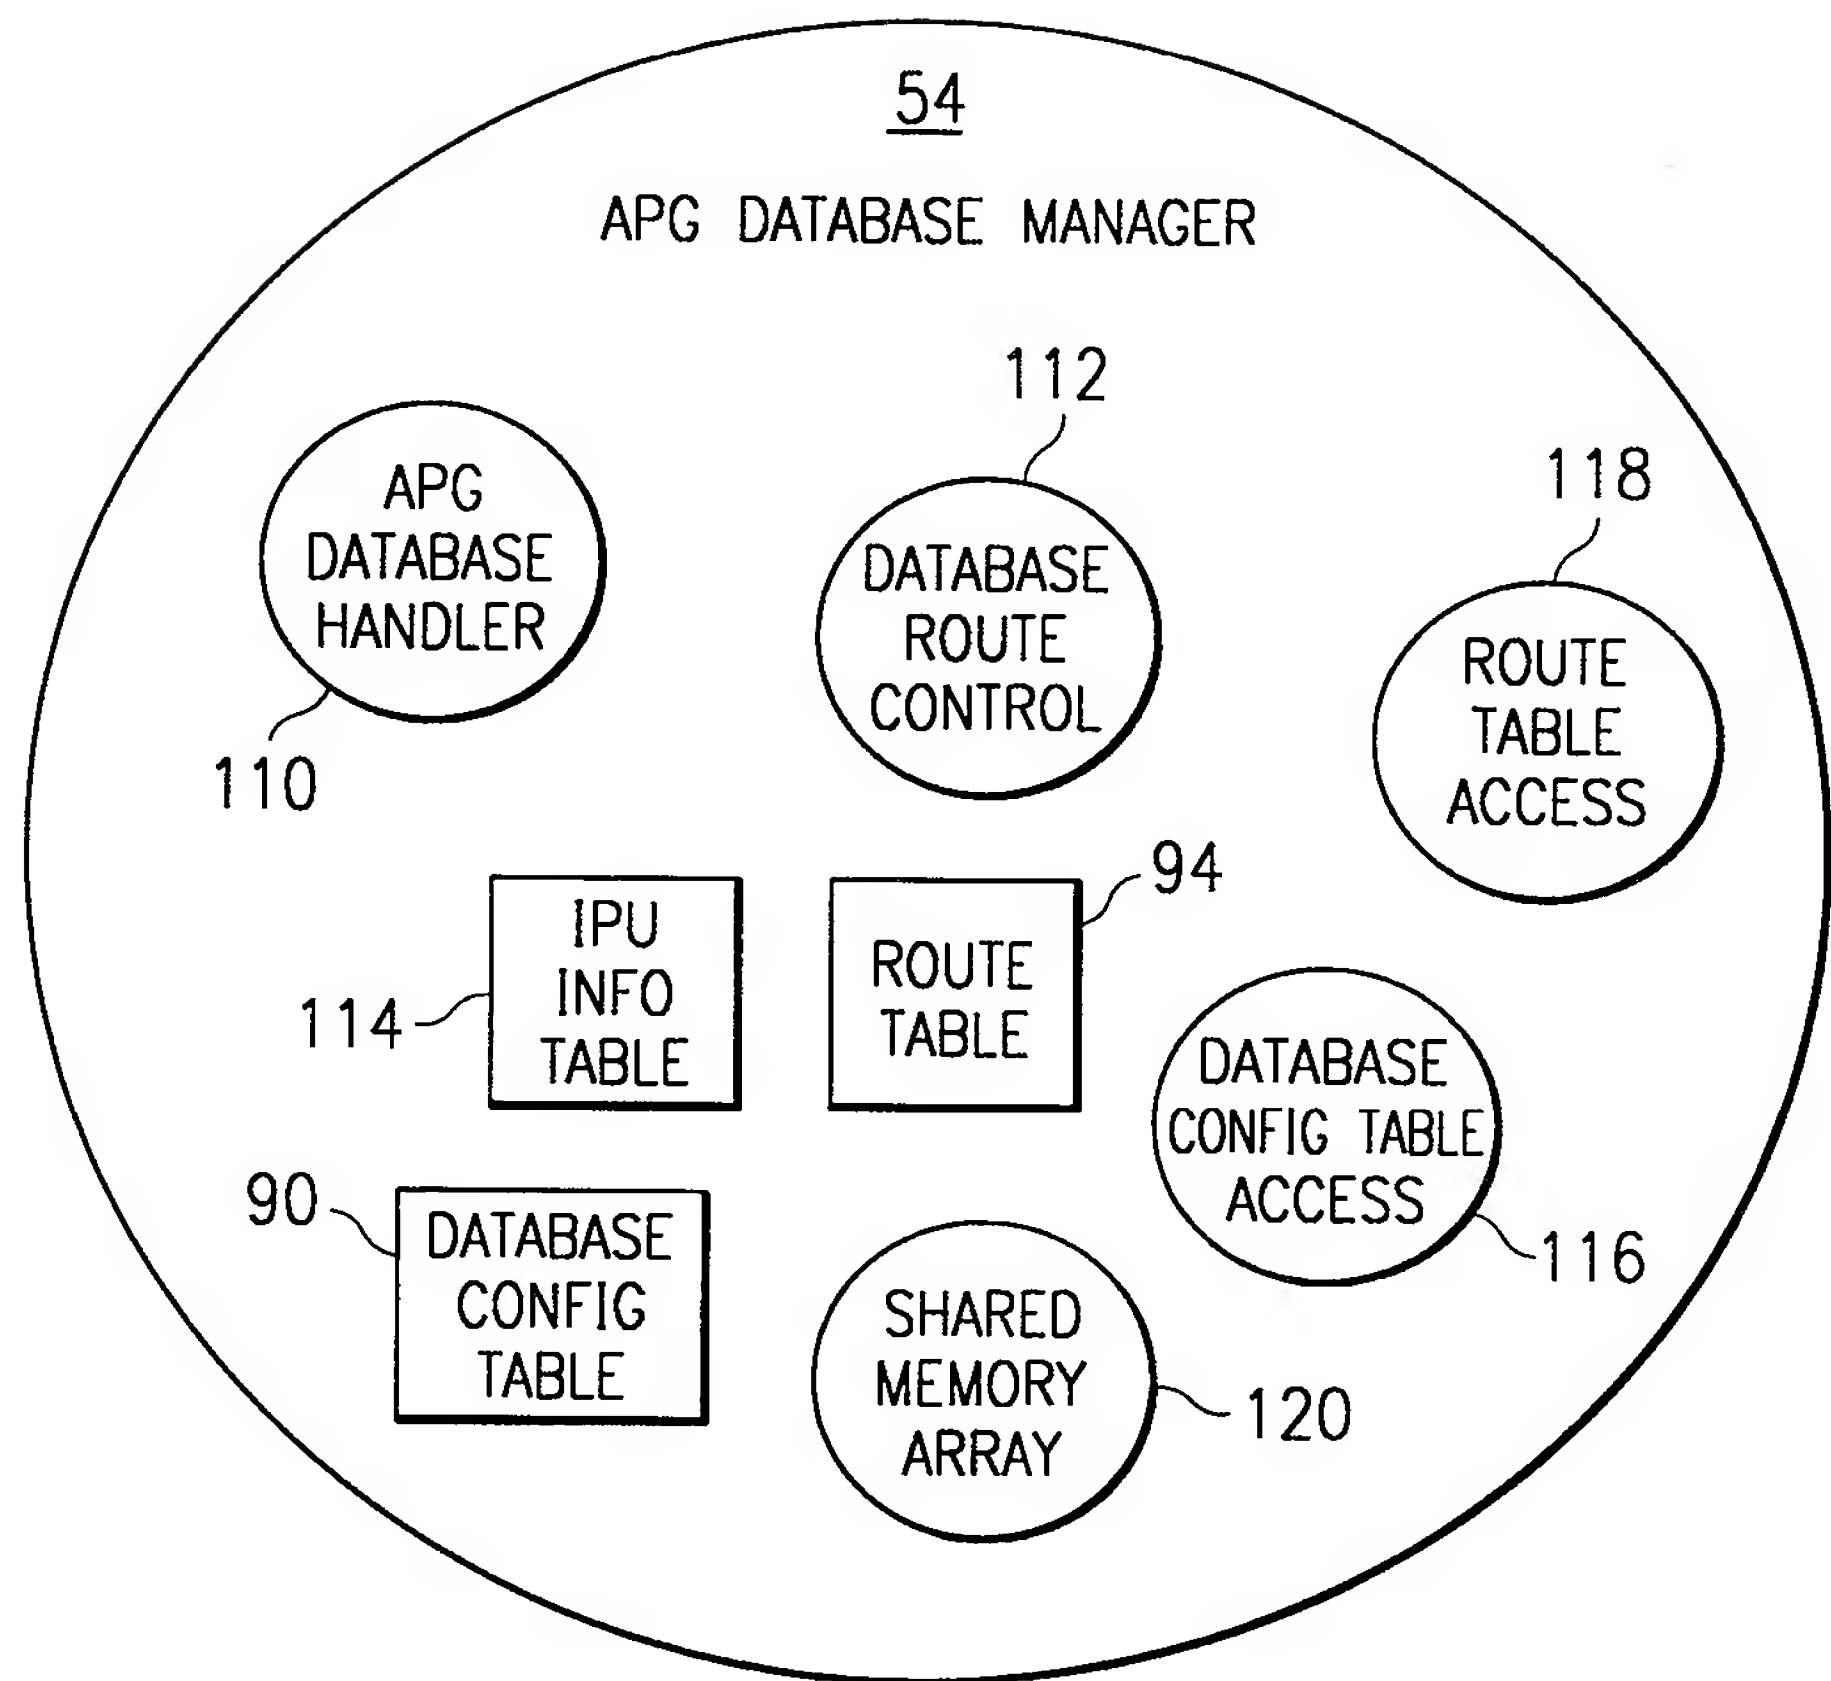 54
APG DATABASE MANAGER
112
118
APG
DATABASE
HANDLER
DATABASE
ROUTE
CONTROL
ROUTE
TABLE
ACCESS
110
94
IPU
INFO
TABLE
ROUTE
TABLE
114
DATABASE
CONFIG TABLE
ACCESS
90
DATABASE
CONFIG
TABLE
116
SHARED
MEMORY
ARRAY
120